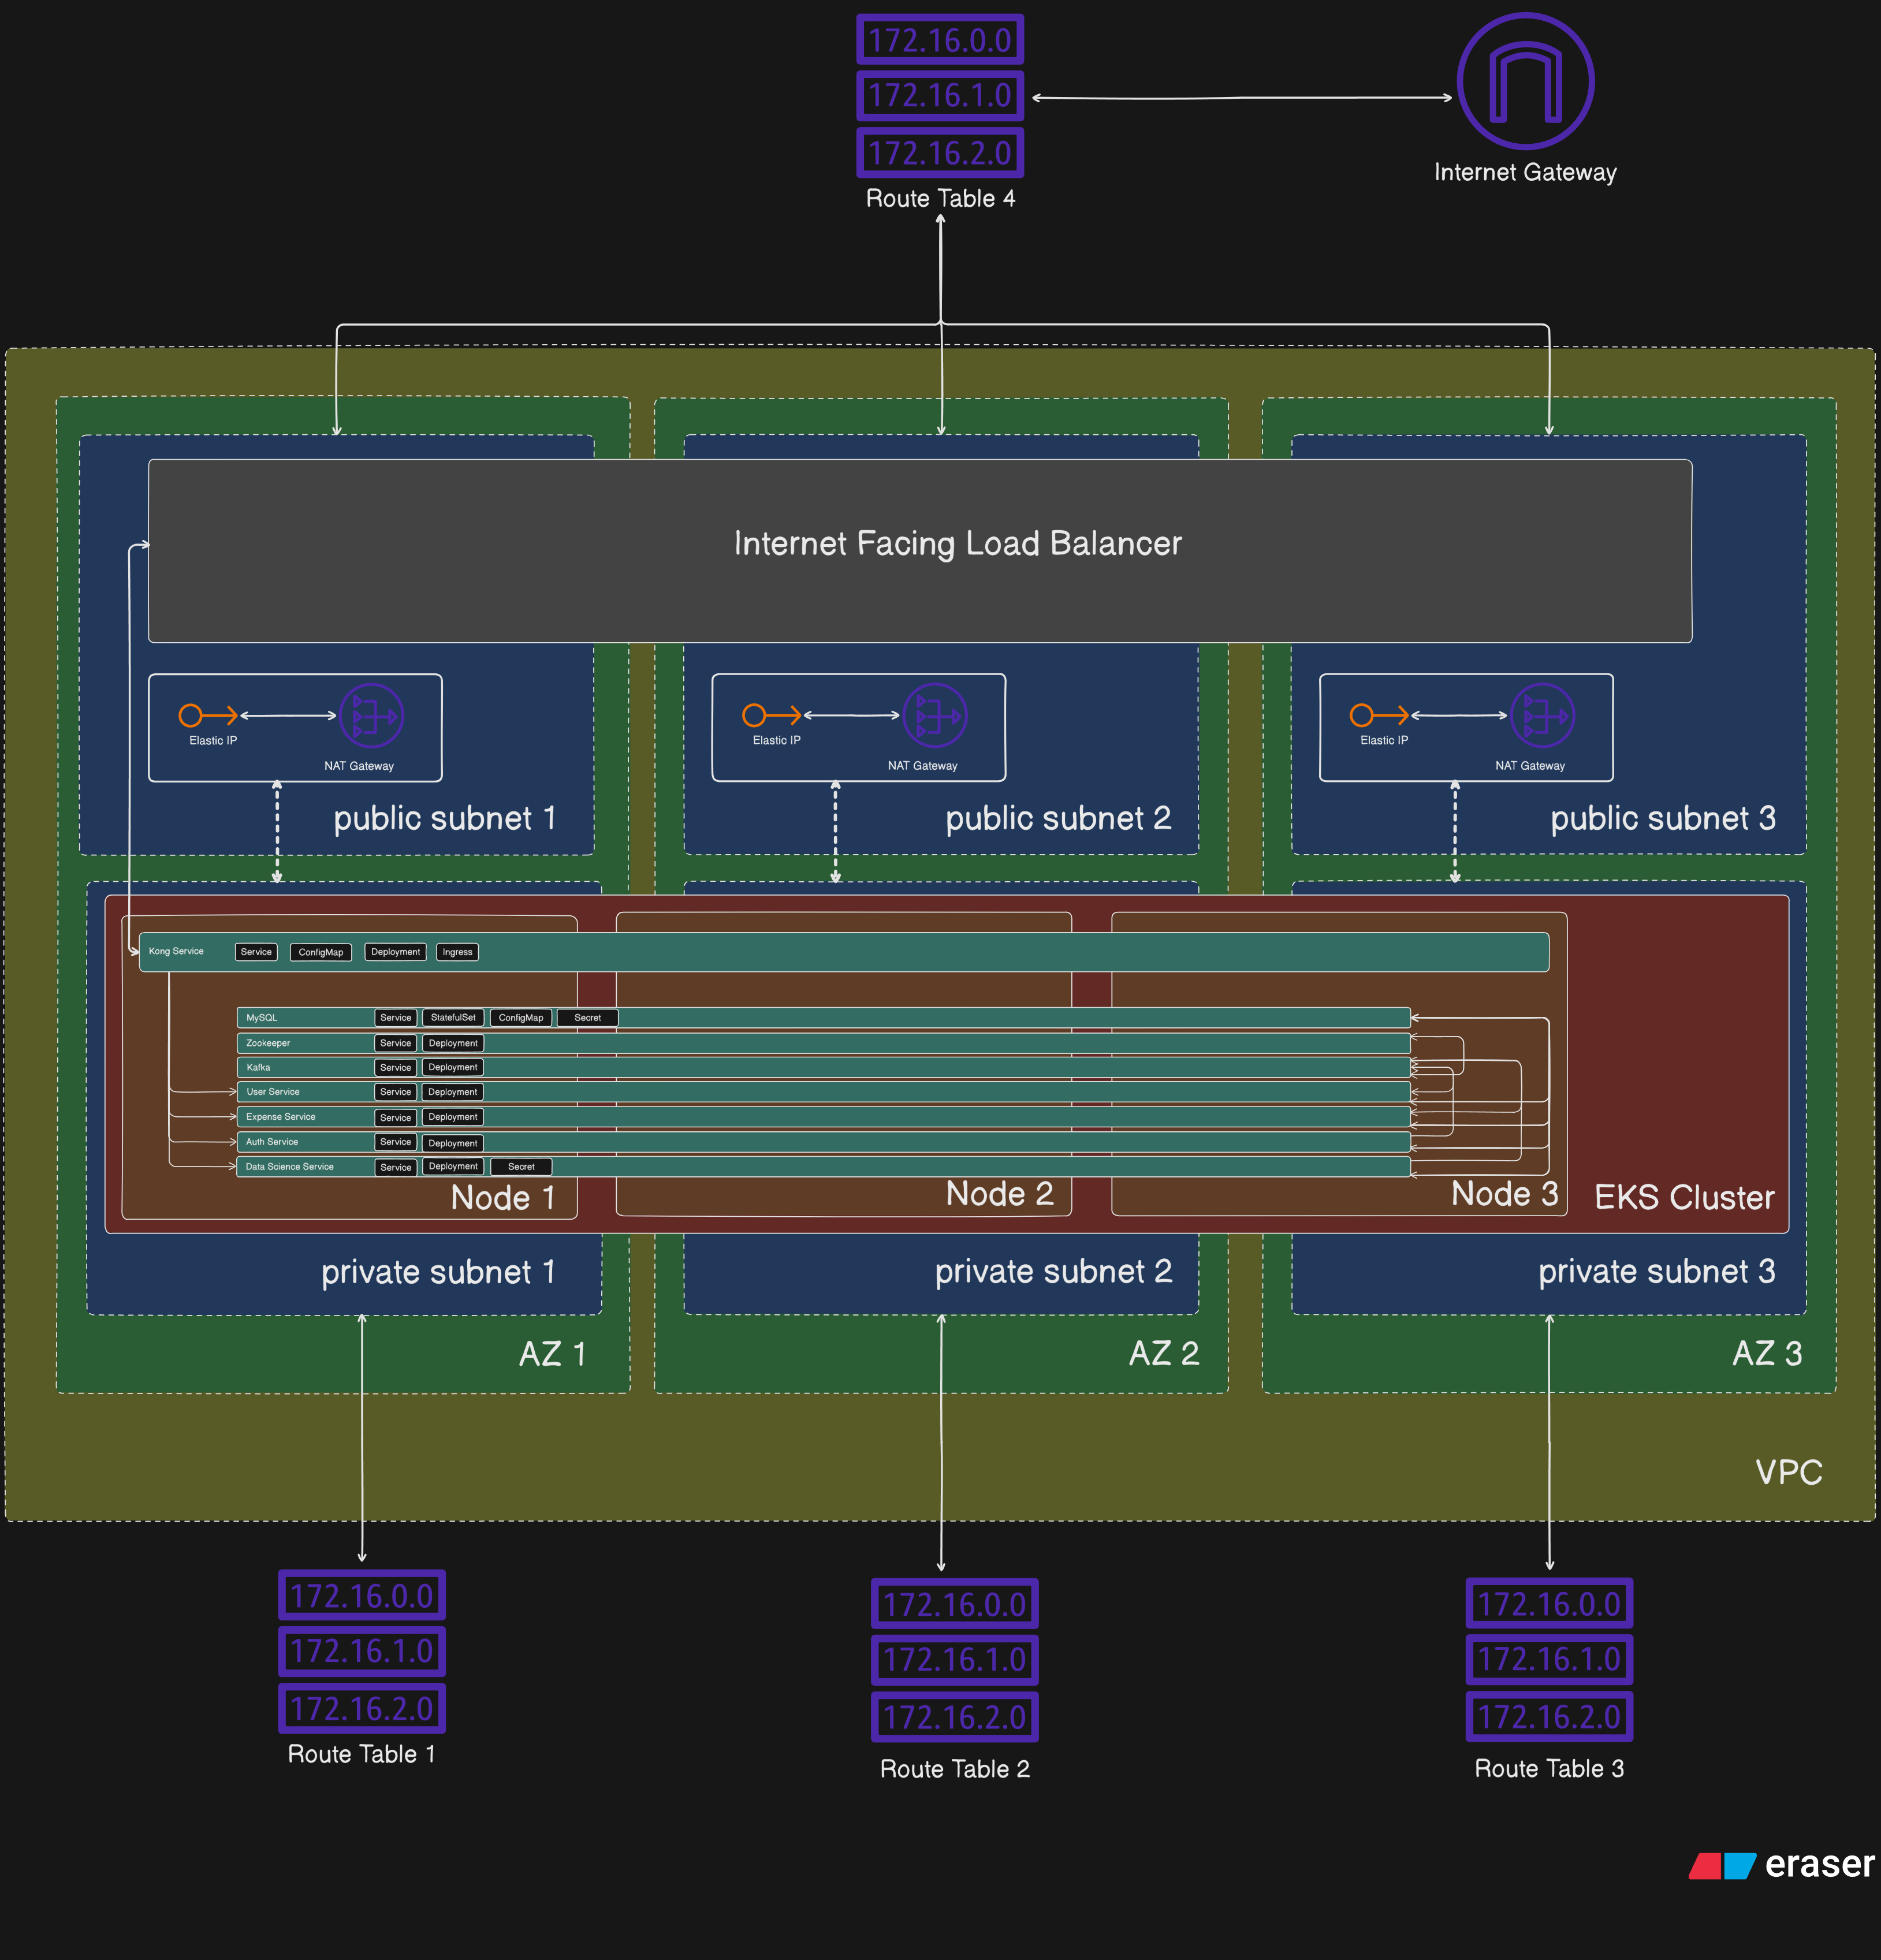 172.16.0.0
172.16.1.0
172.16.2.0
Route Table 4
Internet Gateway
Internet Facing Load Balancer
Elastic IP
NAT Gateway
public subnet 1
Elastic IP
NAT Gateway
public subnet 2
Elastic IP
NAT Gateway
public subnet 3
Kong Service Service ConfigMap Deployment Ingress
MySQL Service StatefulSet ConfigMap Secret
Zookeeper Service Deployment
Kafka Service Deployment
User Service Service Deployment
Expense Service Service Deployment
Auth Service Service Deployment
Data Science Service Service Deployment Secret
Node 1
Node 2
Node 3
EKS Cluster
private subnet 1
private subnet 2
private subnet 3
AZ 1
AZ 2
AZ 3
VPC
172.16.0.0
172.16.1.0
172.16.2.0
Route Table 1
172.16.0.0
172.16.1.0
172.16.2.0
Route Table 2
172.16.0.0
172.16.1.0
172.16.2.0
Route Table 3
eraser